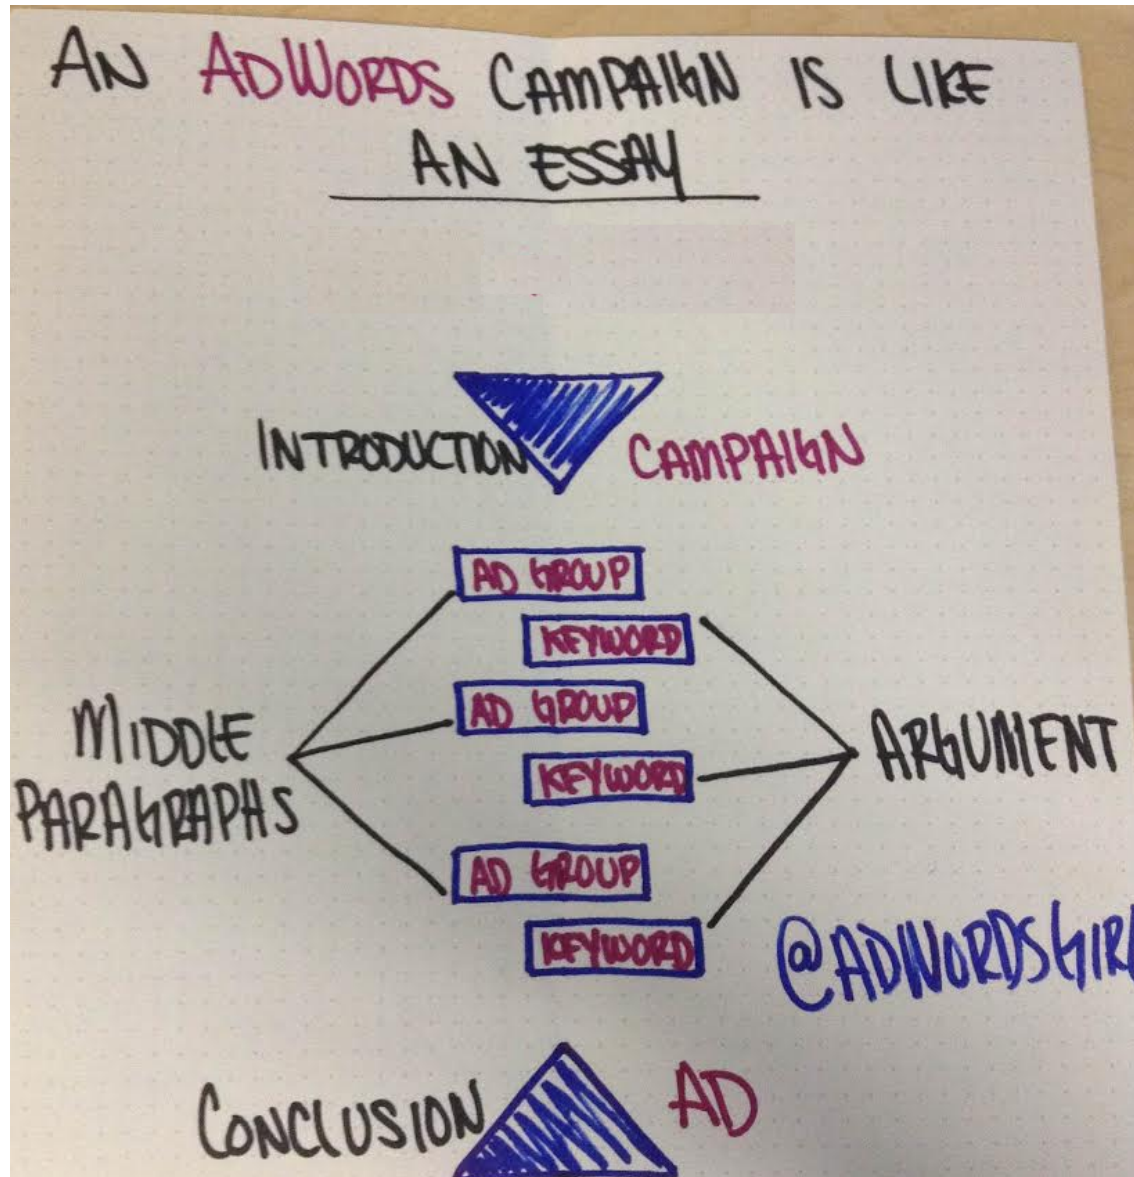 AN ADWORDS CAMPAIGN IS LIKE
AN ESSAY
INTRODUCTION CAMPAIGN
AD GROUP
KEYWORD
AD GROUP
MIDDLE
PARAGRAPHS
KEYWORD
ARGUMENT
AD GROUP
KEYWORD
@ADWORDSGIRL
CONCLUSION AD